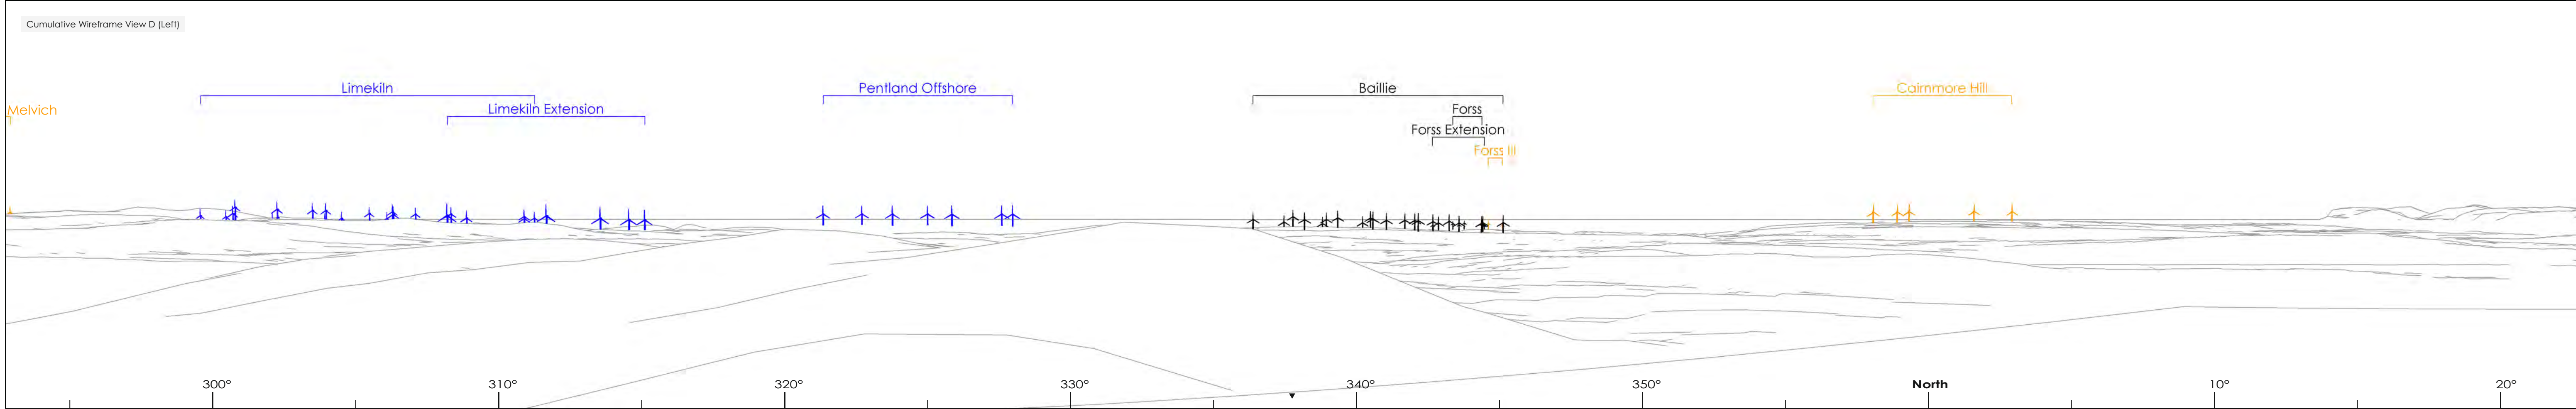 Cumulative Wireframe View D (Left)
Limekiln
Pentland Offshore
Baillie
Cairnmore Hill
Melvich
Limekiln Extension
Forss
Forss Extension
Forss III
300° 310° 320° 330° 340° 350° North 10° 20°